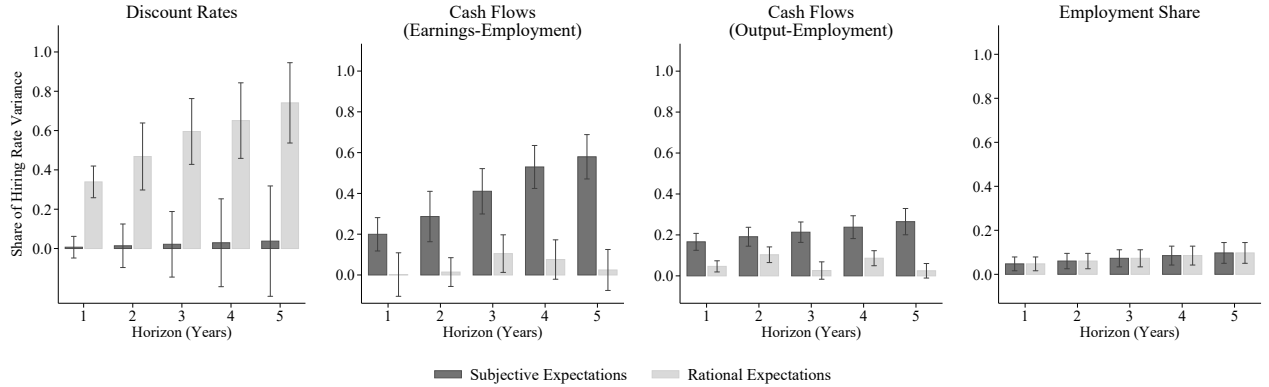 Discount Rates
Share of Hiring Rate Variance
1.0
0.8
0.6
0.4
0.2
0.0
1 2 3 4 5
Horizon (Years)
Cash Flows
(Earnings-Employment)
1.0
0.8
0.6
0.4
0.2
0.0
1 2 3 4 5
Horizon (Years)
Cash Flows
(Output-Employment)
1.0
0.8
0.6
0.4
0.2
0.0
1 2 3 4 5
Horizon (Years)
Employment Share
1.0
0.8
0.6
0.4
0.2
0.0
1 2 3 4 5
Horizon (Years)
Subjective Expectations Rational Expectations